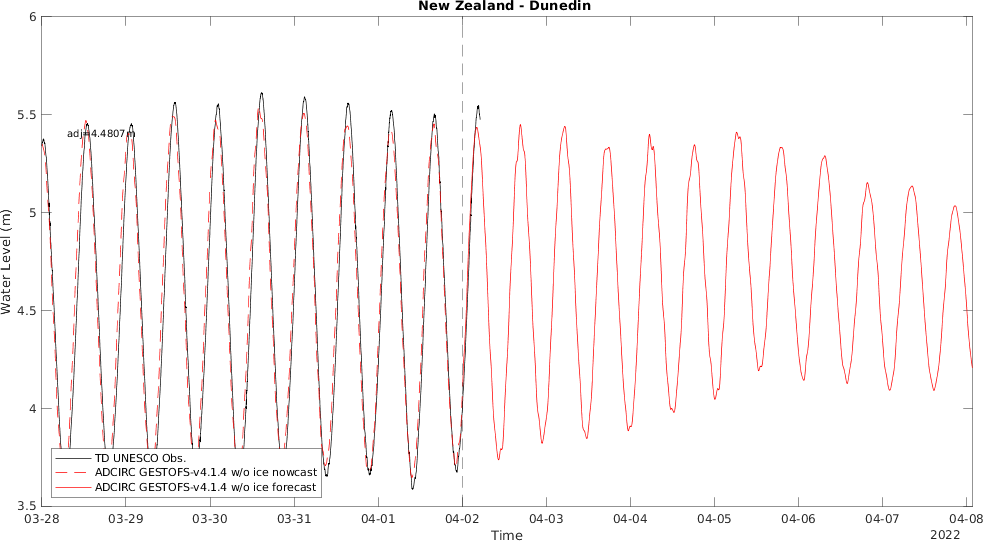 New Zealand - Dunedin
6
5.5
5
4.5
4
3.5
Water Level (m)
adj=4.4807m
TD UNESCO Obs.
ADCIRC GESTOFS-v4.1.4 w/o ice nowcast
ADCIRC GESTOFS-v4.1.4 w/o ice forecast
03-28 03-29 03-30 03-31 04-01 04-02 04-03 04-04 04-05 04-06 04-07 04-08
Time
2022